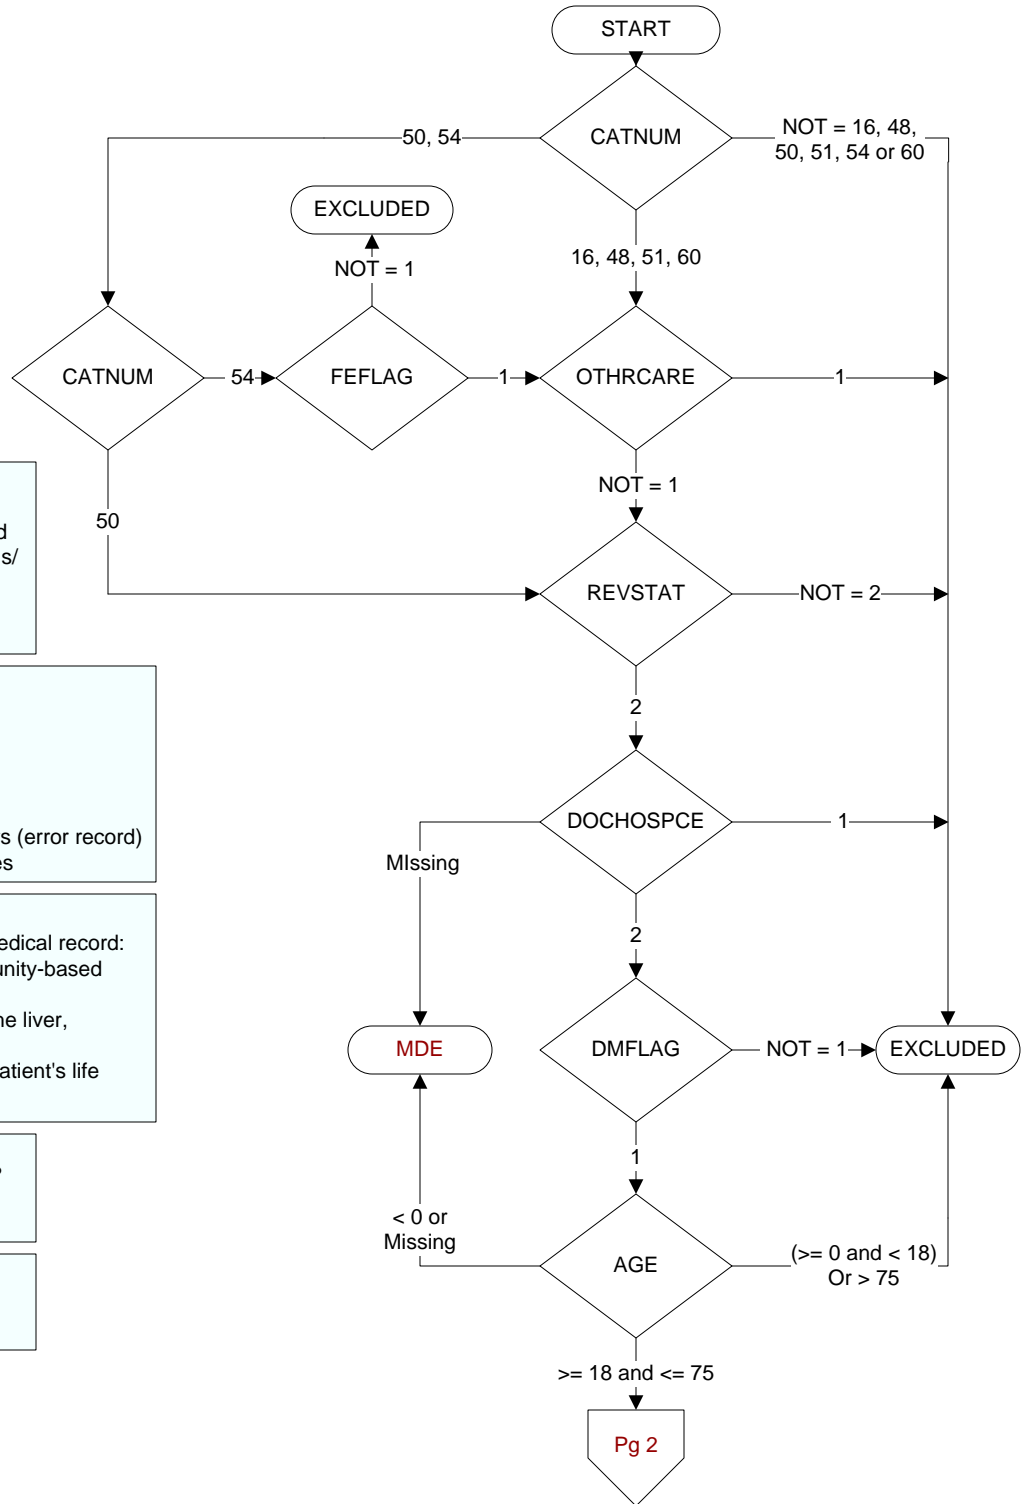 START
CATNUM
50, 54
NOT = 16, 48,
50, 51, 54 or 60
EXCLUDED
NOT = 1
16, 48, 51, 60
CATNUM
54
FEFLAG
1
OTHRCARE
1
NOT = 1
50
REVSTAT
NOT = 2
2
DOCHOSPCE
1
MIssing
2
MDE
DMFLAG
NOT = 1
EXCLUDED
1
< 0 or
Missing
AGE
(>= 0 and < 18)
Or > 75
>= 18 and <= 75
Pg 2
d
s/
s (error record)
es
edical record:
unity-based
ne liver,
atient's life